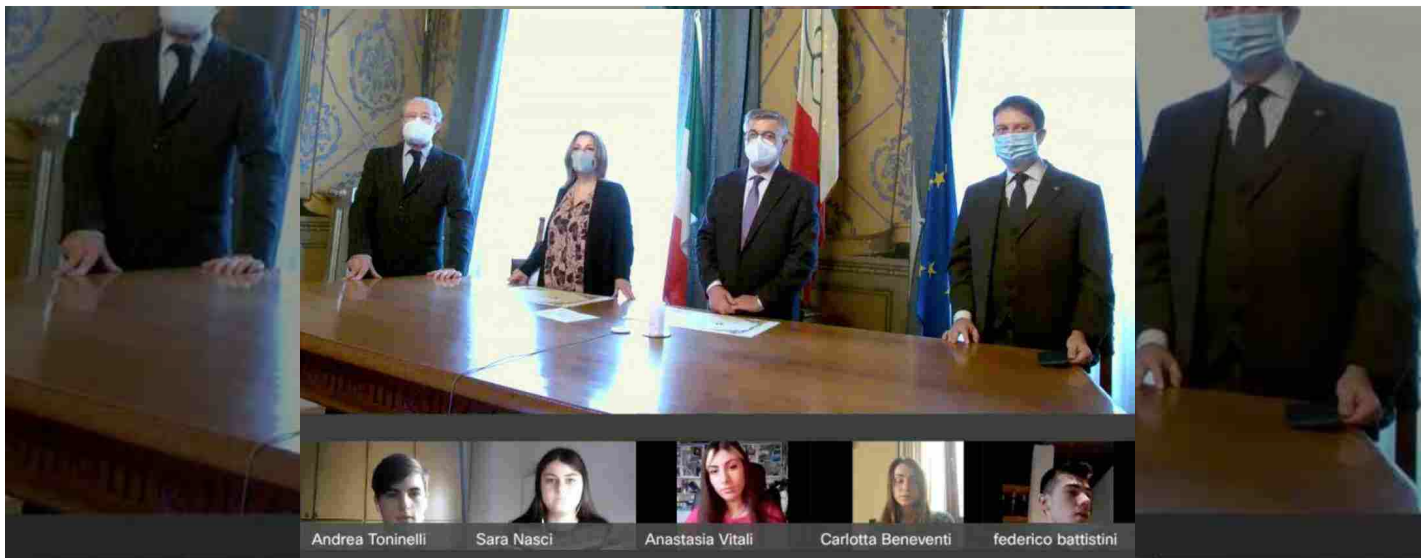 Andrea Toninelli
Sara Nasci
Anastasia Vitali
Carlotta Beneventi
federico battistini